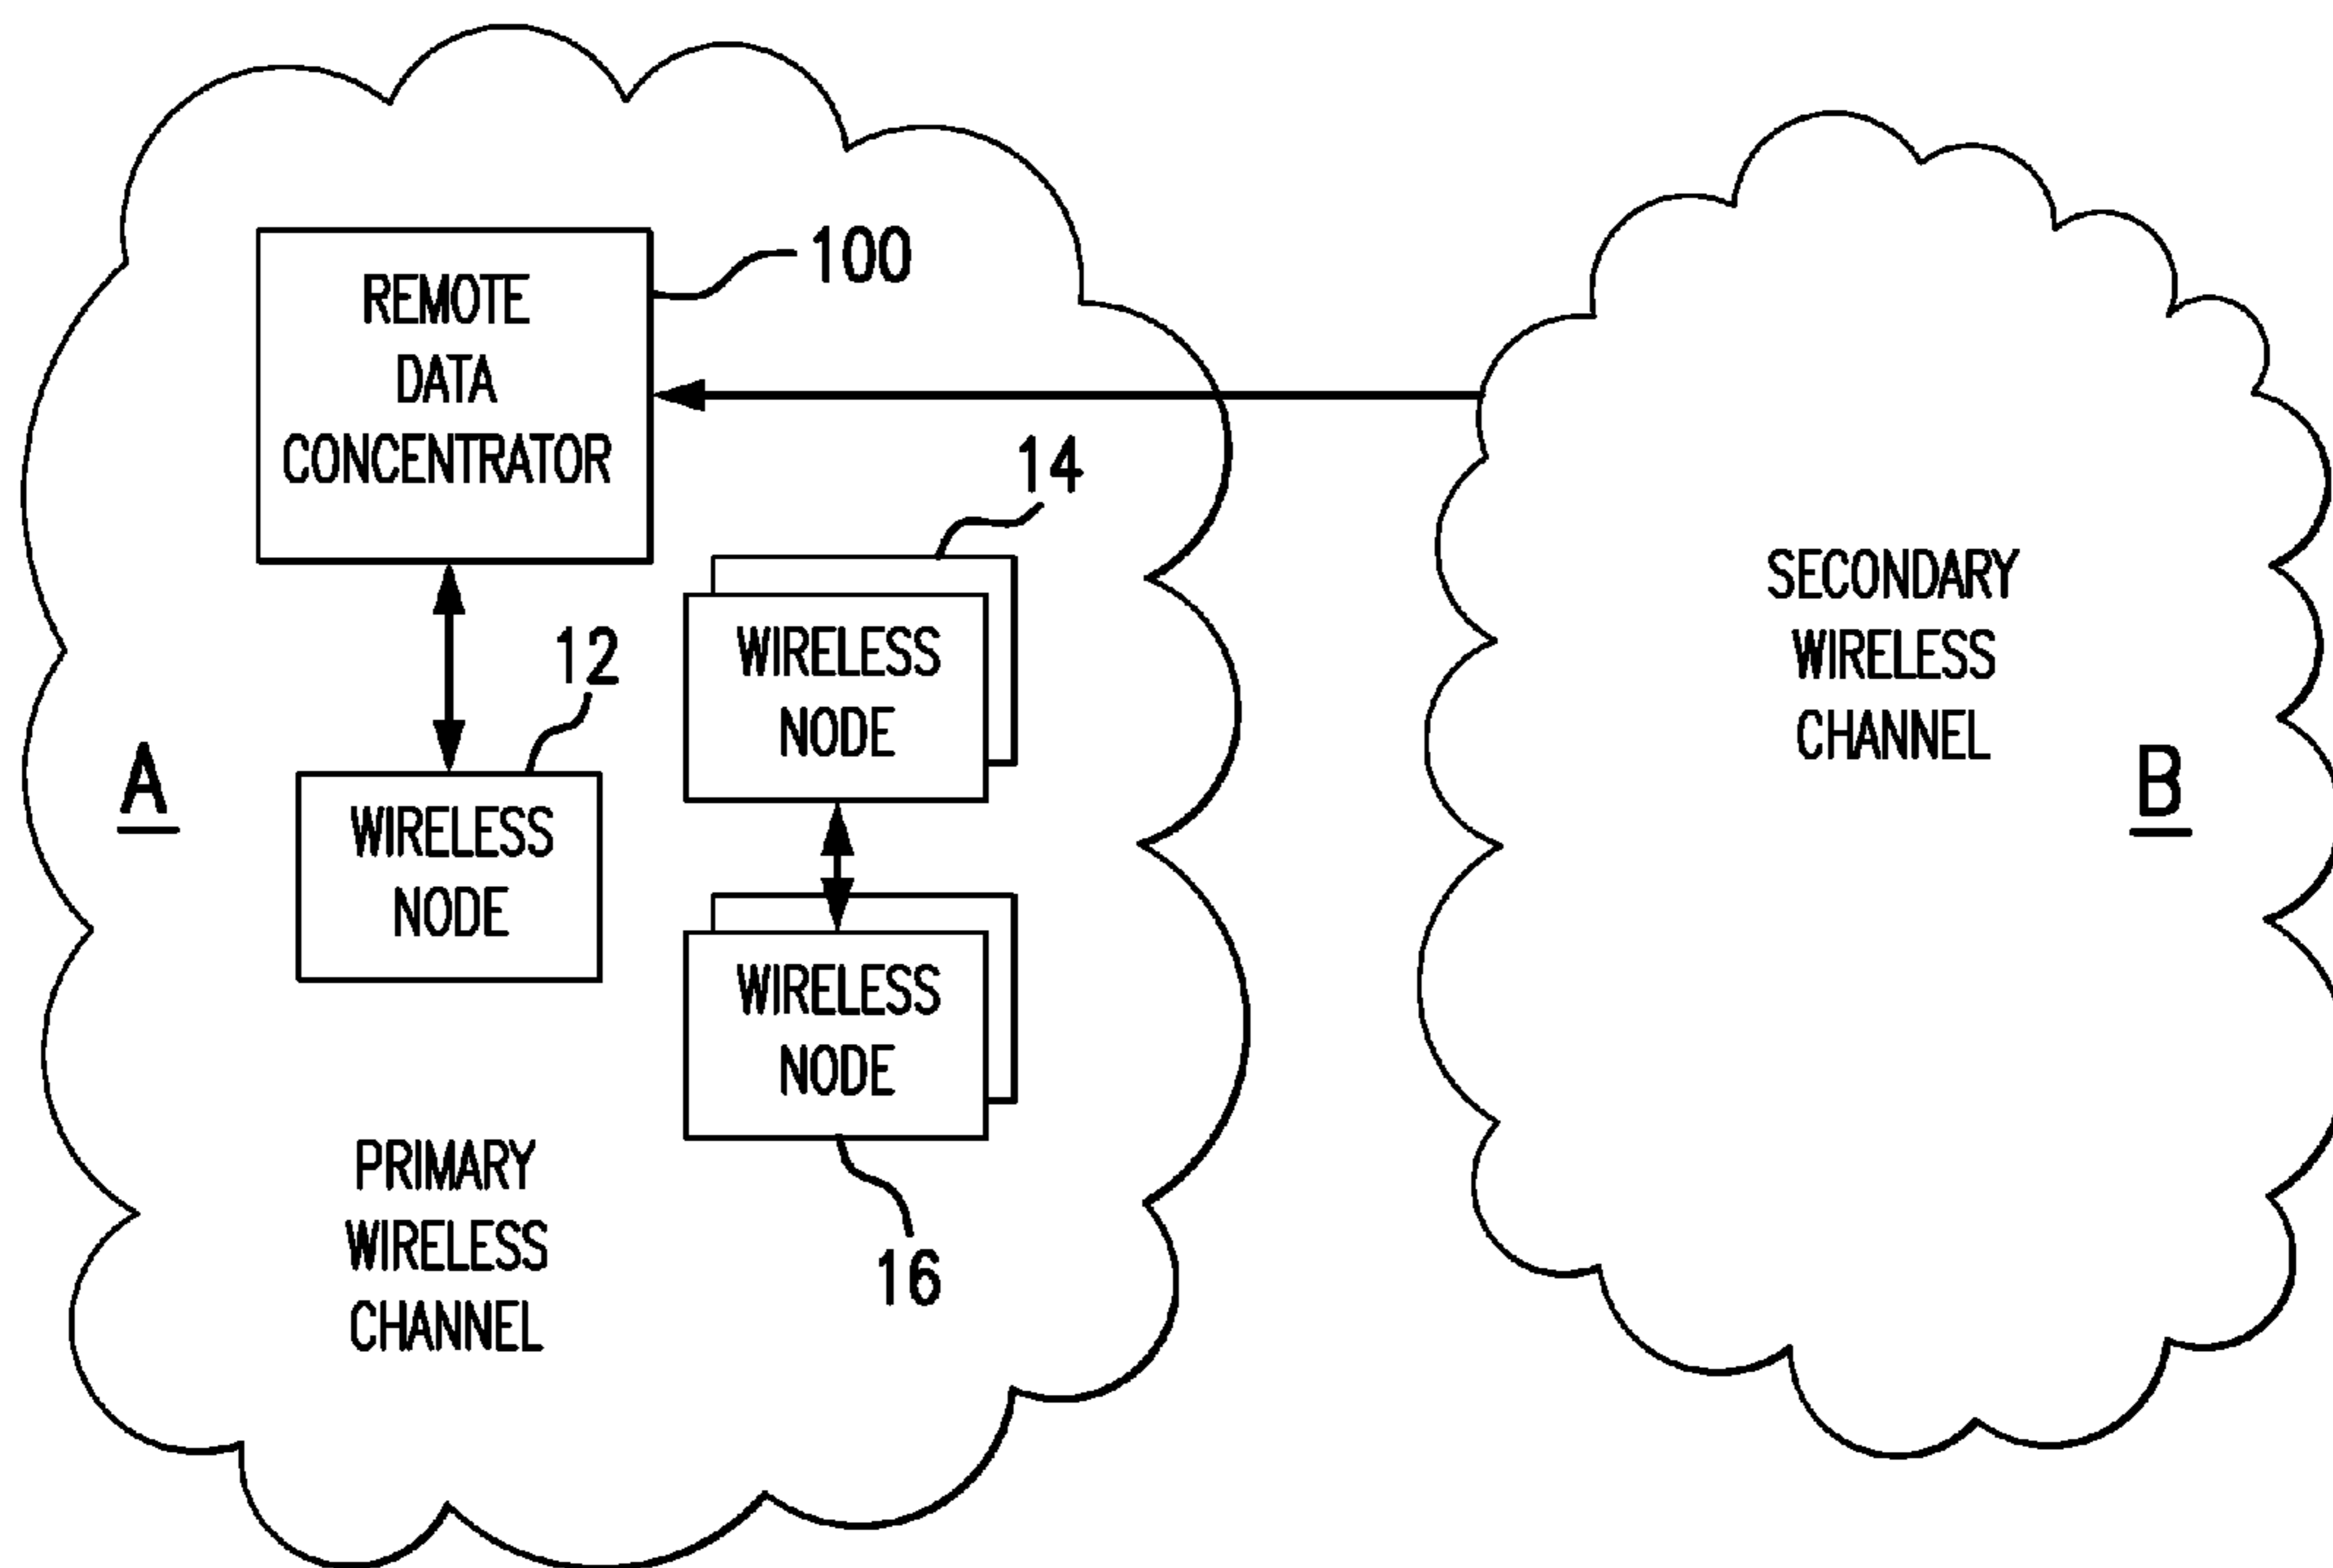 REMOTE
DATA
CONCENTRATOR
100
14
WIRELESS
NODE
12
WIRELESS
NODE
A
WIRELESS
NODE
16
PRIMARY
WIRELESS
CHANNEL
SECONDARY
WIRELESS
CHANNEL
B